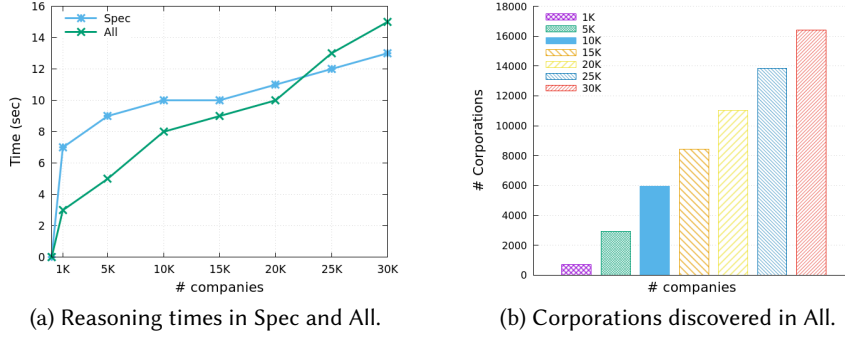 16
14
12
10
8
6
4
2
0
Time (sec)
Spec
All
1K 5K 10K 15K 20K 25K 30K
# companies
(a) Reasoning times in Spec and All.
18000
16000
14000
12000
10000
8000
6000
4000
2000
0
# Corporations
1K
5K
10K
15K
20K
25K
30K
# companies
(b) Corporations discovered in All.